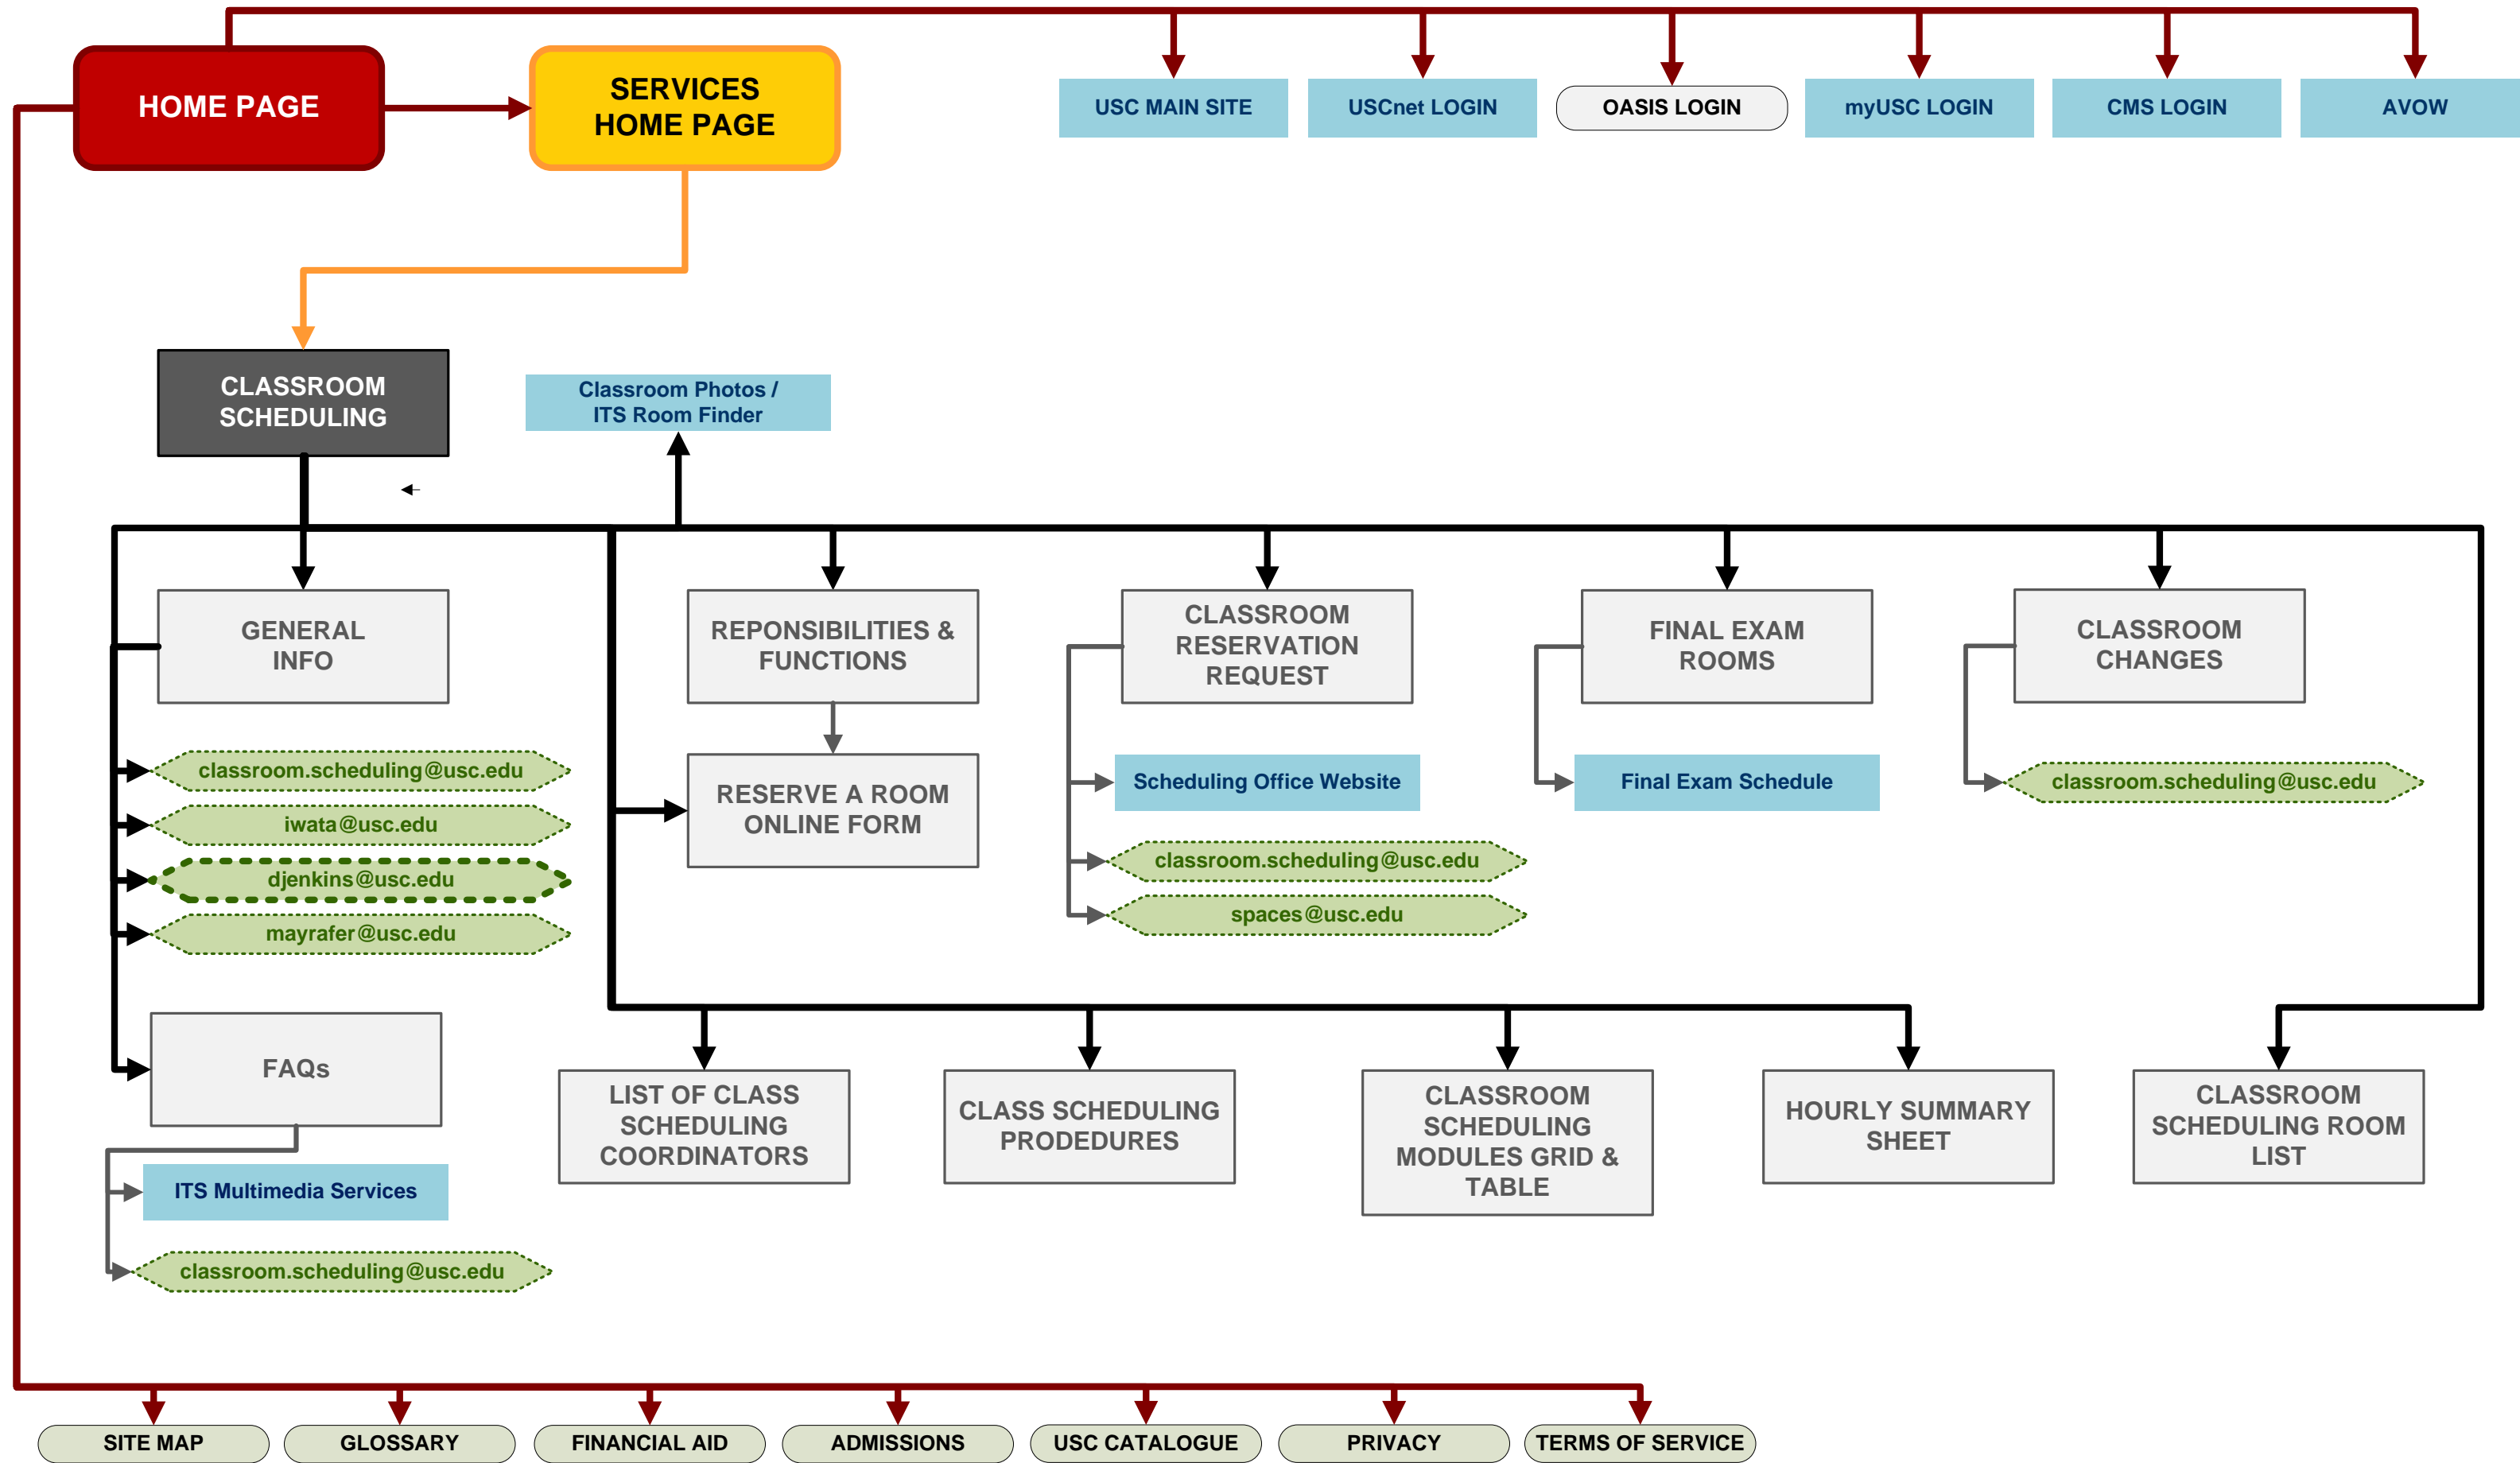 HOME PAGE
SERVICES
HOME PAGE
USC MAIN SITE
USCnet LOGIN
OASIS LOGIN
myUSC LOGIN
CMS LOGIN
AVOW
CLASSROOM
SCHEDULING
Classroom Photos /
ITS Room Finder
GENERAL
INFO
REPONSIBILITIES &
FUNCTIONS
CLASSROOM
RESERVATION
REQUEST
FINAL EXAM
ROOMS
CLASSROOM
CHANGES
classroom.scheduling@usc.edu
iwata@usc.edu
djenkins@usc.edu
mayrafer@usc.edu
RESERVE A ROOM
ONLINE FORM
Scheduling Office Website
classroom.scheduling@usc.edu
spaces@usc.edu
Final Exam Schedule
classroom.scheduling@usc.edu
FAQs
LIST OF CLASS
SCHEDULING
COORDINATORS
CLASS SCHEDULING
PRODEDURES
CLASSROOM
SCHEDULING
MODULES GRID &
TABLE
HOURLY SUMMARY
SHEET
CLASSROOM
SCHEDULING ROOM
LIST
ITS Multimedia Services
classroom.scheduling@usc.edu
SITE MAP
GLOSSARY
FINANCIAL AID
ADMISSIONS
USC CATALOGUE
PRIVACY
TERMS OF SERVICE